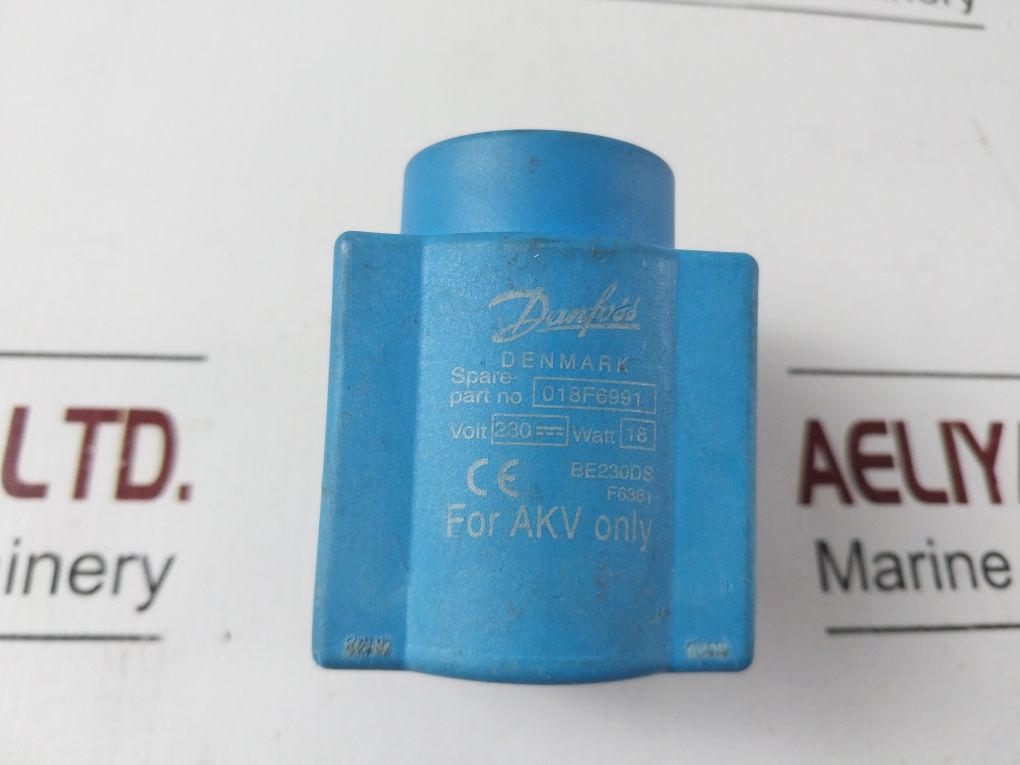 Danfoss
DENMARK
Spare-
part no 018F6991
Volt 230 ⎓ Watt 18
CE BE230DS
F6381
For AKV only
LTD.
AELIY
Marine